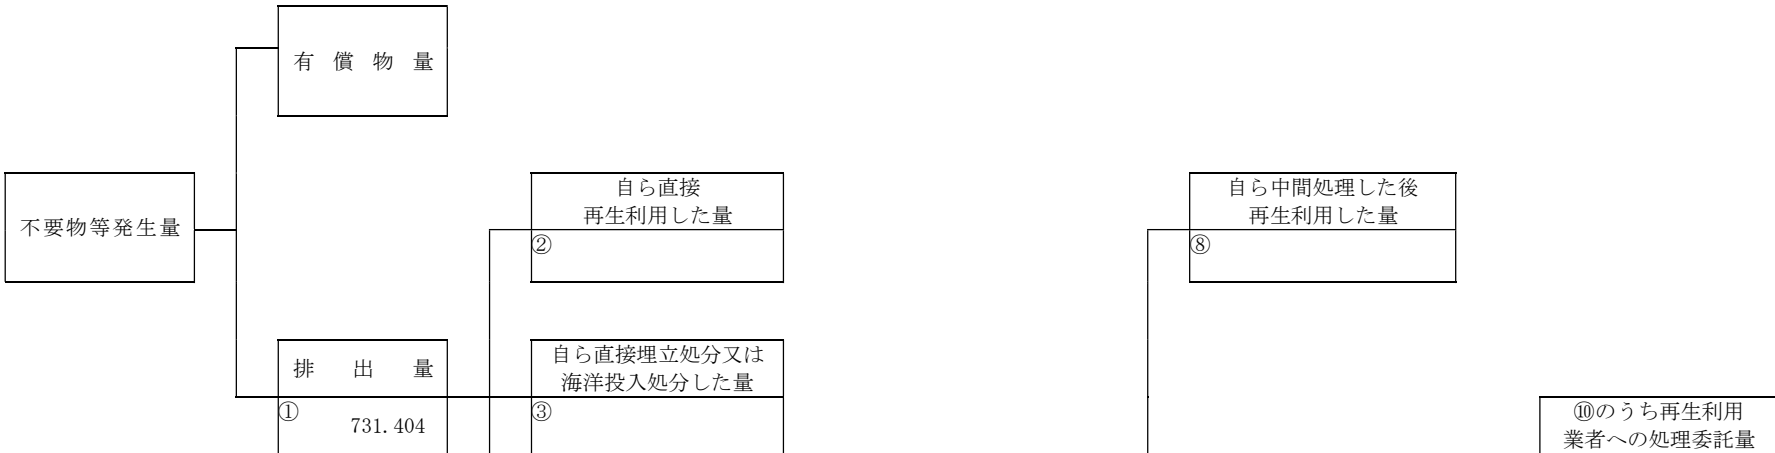 有償物量
自ら直接
再生利用した量
自ら中間処理した後
再生利用した量
不要物等発生量
②
⑧
排出量
自ら直接埋立処分又は
海洋投入処分した量
①
731.404
③
⑩のうち再生利用
業者への処理委託量